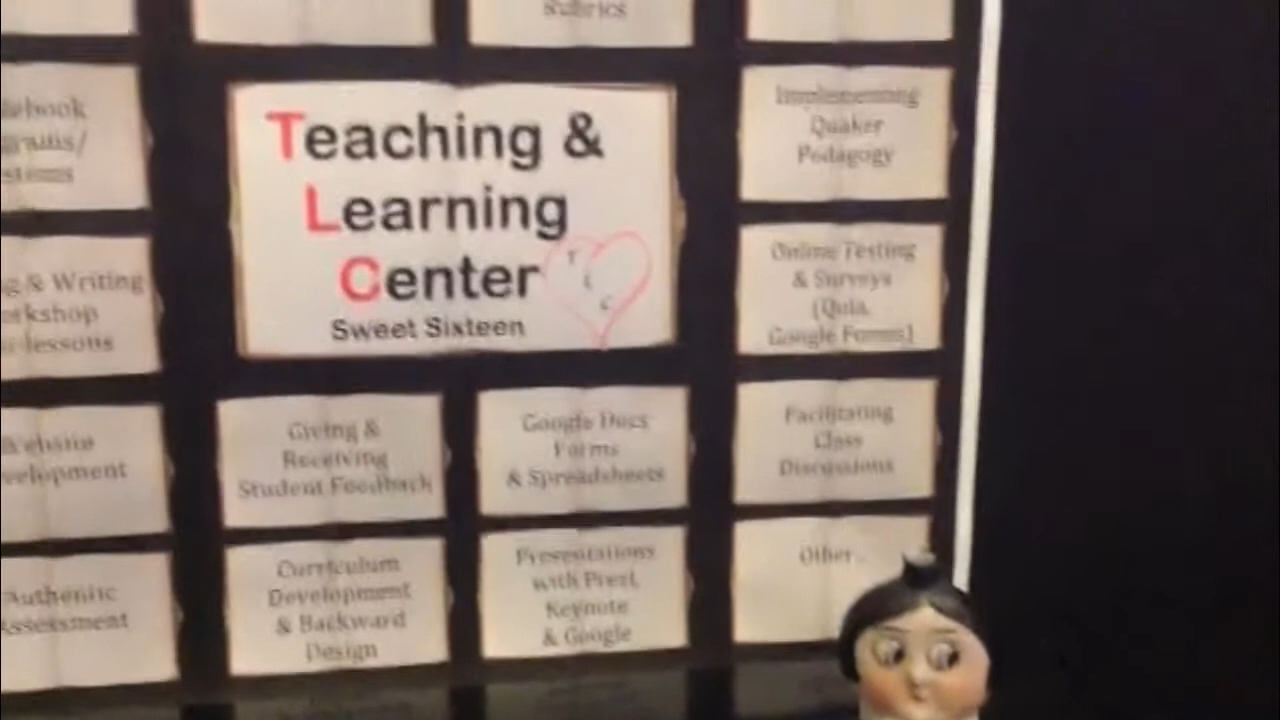 Rubrics
Teaching &
Learning
Center
T
L
C
Sweet Sixteen
Implementing
Quaker
Pedagogy
& Writing
lessons
Online Testing
& Surveys
(Quia,
Google Forms)
Giving &
Receiving
Student Feedback
Google Docs
Forms
& Spreadsheets
Facilitating
Class
Discussions
Authentic
Assessment
Curriculum
Development
& Backward
Design
Presentations
with Prezi,
Keynote
& Google
Other...